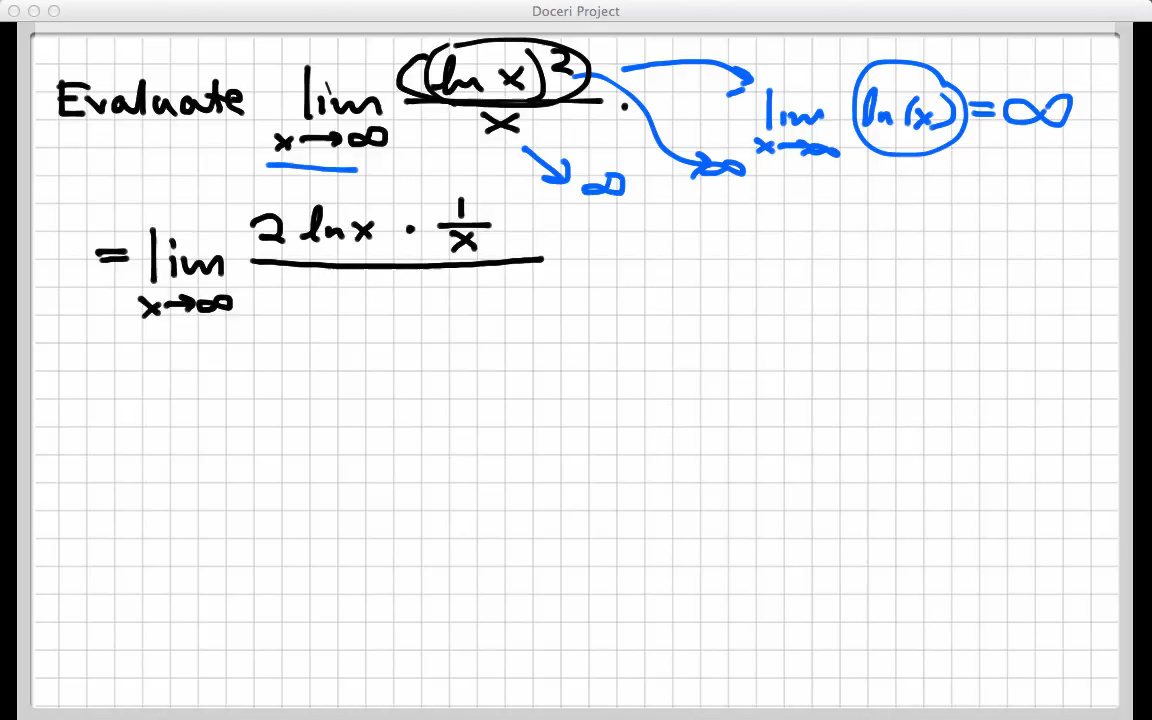 Doceri Project
Evaluate lim x→∞ (ln x)² / x . lim x→∞ ln(x) = ∞
∞ ∞
= lim x→∞ 2 ln x · 1/x